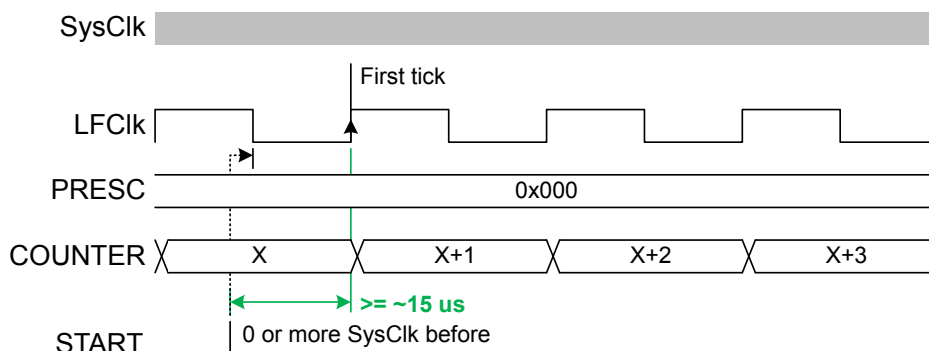 SysClk
First tick
LFClk
PRESC
0x000
COUNTER
X
X+1
X+2
X+3
>= ~15 us
0 or more SysClk before
START